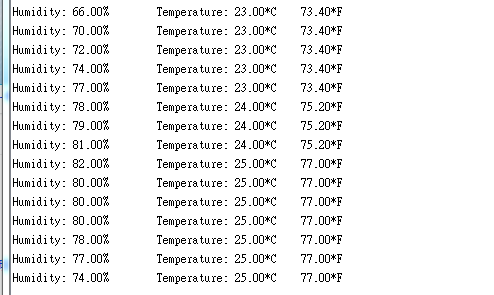 Humidity: 66.00% Temperature: 23.00*C 73.40*F
Humidity: 70.00% Temperature: 23.00*C 73.40*F
Humidity: 72.00% Temperature: 23.00*C 73.40*F
Humidity: 74.00% Temperature: 23.00*C 73.40*F
Humidity: 77.00% Temperature: 23.00*C 73.40*F
Humidity: 78.00% Temperature: 24.00*C 75.20*F
Humidity: 79.00% Temperature: 24.00*C 75.20*F
Humidity: 81.00% Temperature: 24.00*C 75.20*F
Humidity: 82.00% Temperature: 25.00*C 77.00*F
Humidity: 80.00% Temperature: 25.00*C 77.00*F
Humidity: 80.00% Temperature: 25.00*C 77.00*F
Humidity: 80.00% Temperature: 25.00*C 77.00*F
Humidity: 78.00% Temperature: 25.00*C 77.00*F
Humidity: 77.00% Temperature: 25.00*C 77.00*F
Humidity: 74.00% Temperature: 25.00*C 77.00*F